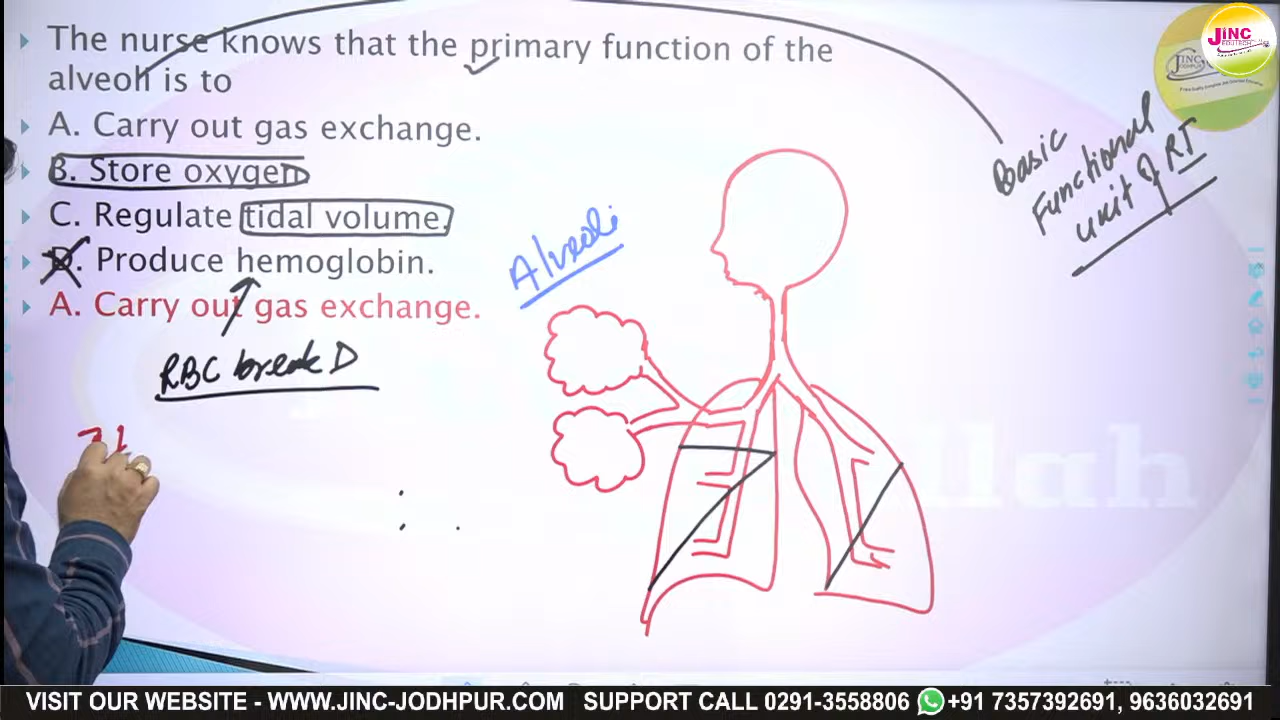 The nurse knows that the primary function of the
alveoli is to
A. Carry out gas exchange.
B. Store oxygen
C. Regulate tidal volume.
D. Produce hemoglobin.
A. Carry out gas exchange.
RBC break D
Alveoli
Basic
Functional
unit of RT
JINC
VISIT OUR WEBSITE - WWW.JINC-JODHPUR.COM SUPPORT CALL 0291-3558806 +91 7357392691, 9636032691